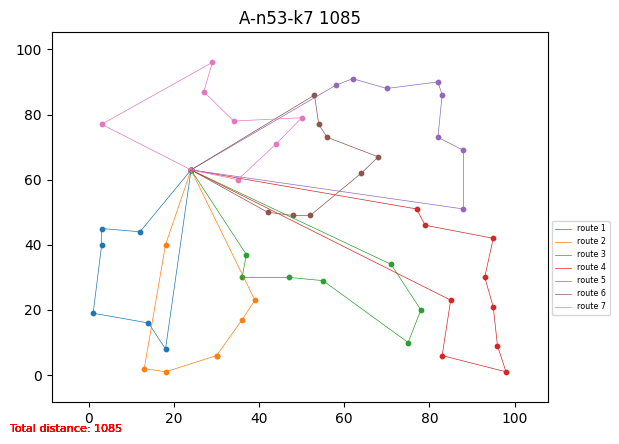 A-n53-k7 1085
100
80
60
40
20
0
0 20 40 60 80 100
route 1
route 2
route 3
route 4
route 5
route 6
route 7
Total distance: 1085